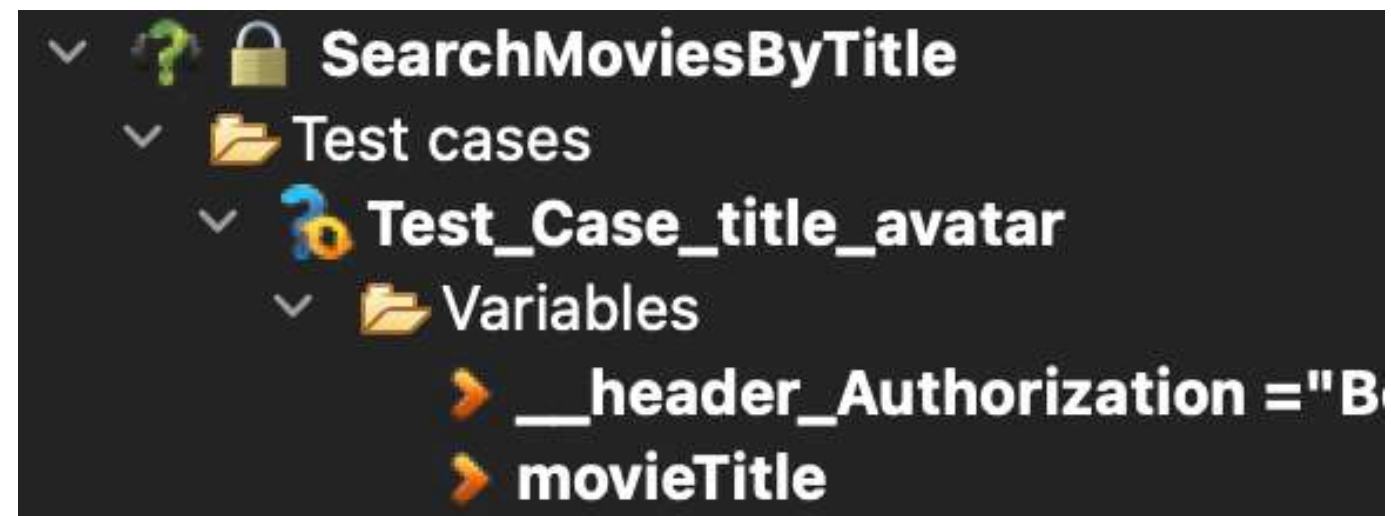 SearchMoviesByTitle
Test cases
Test_Case_title_avatar
Variables
__header_Authorization ="B
movieTitle